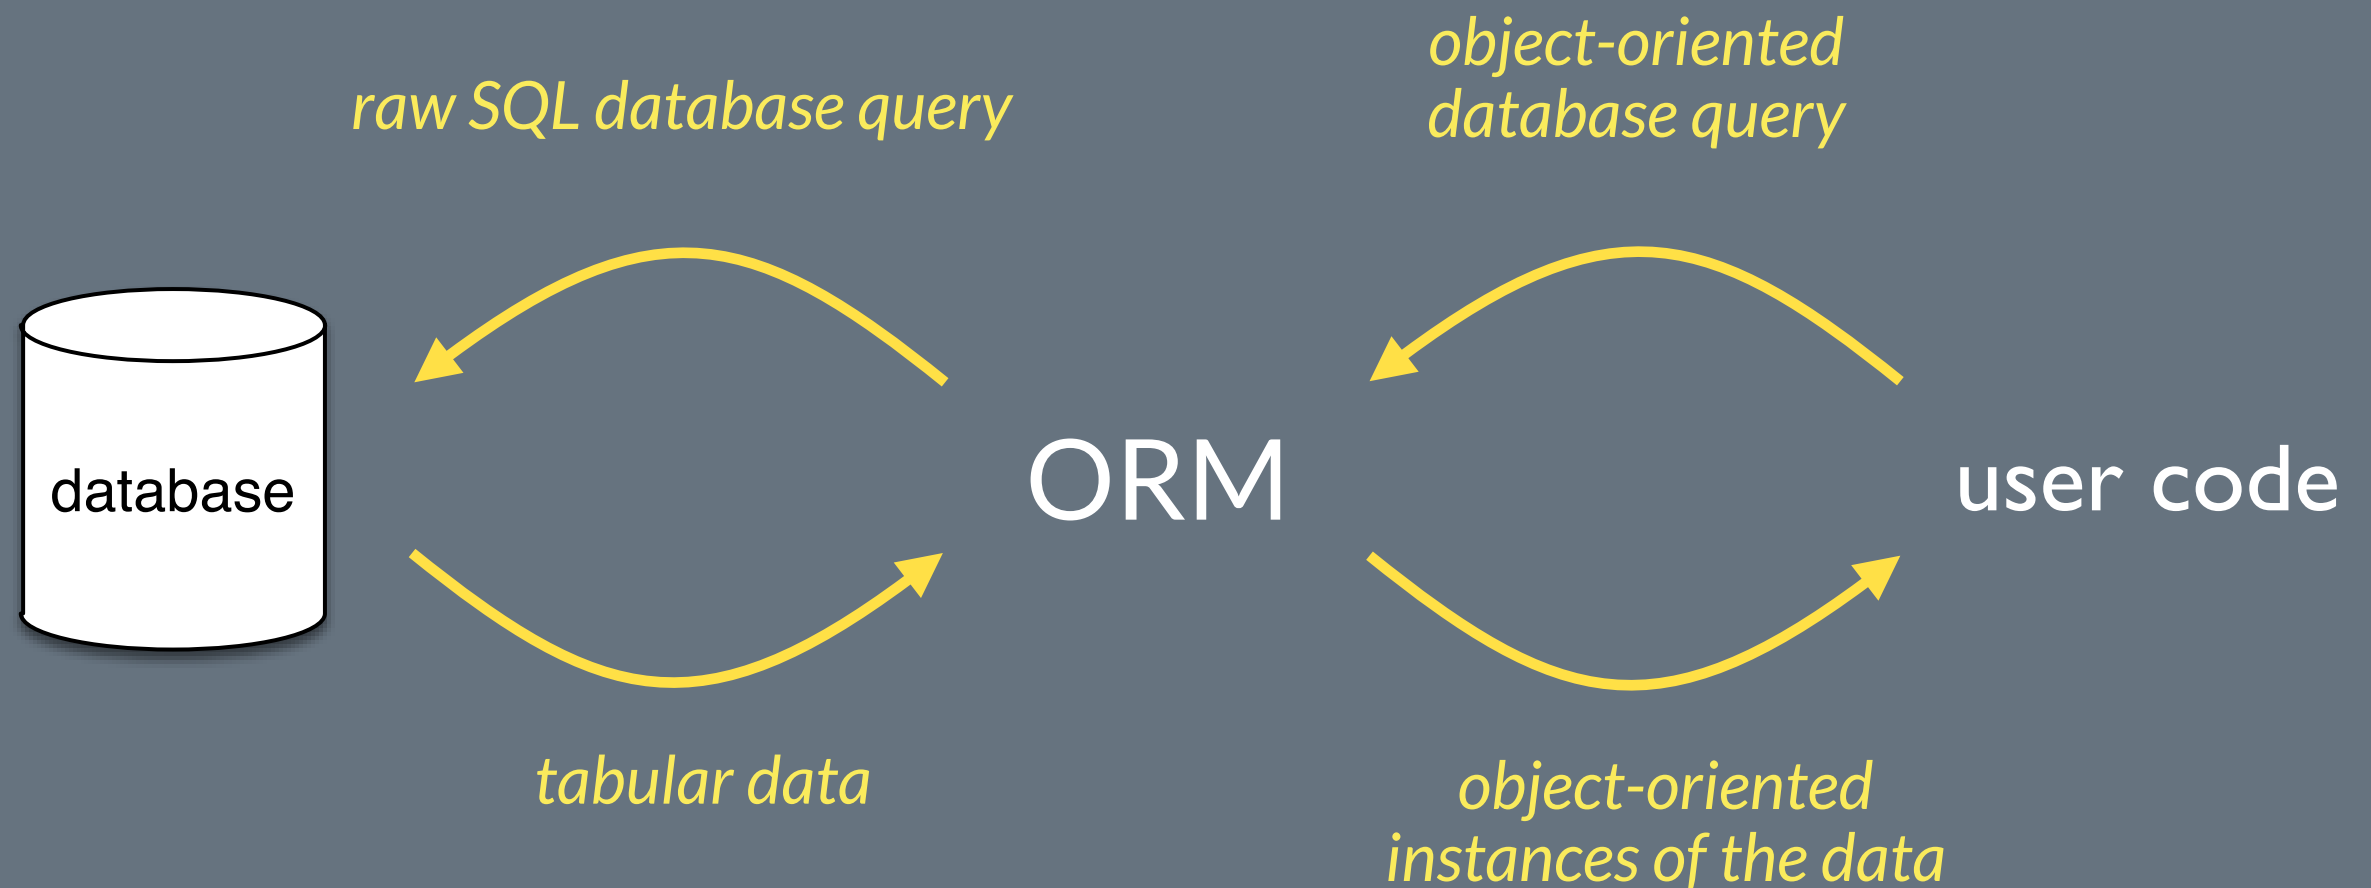 raw SQL database query
object-oriented
database query
database
ORM
user code
tabular data
object-oriented
instances of the data